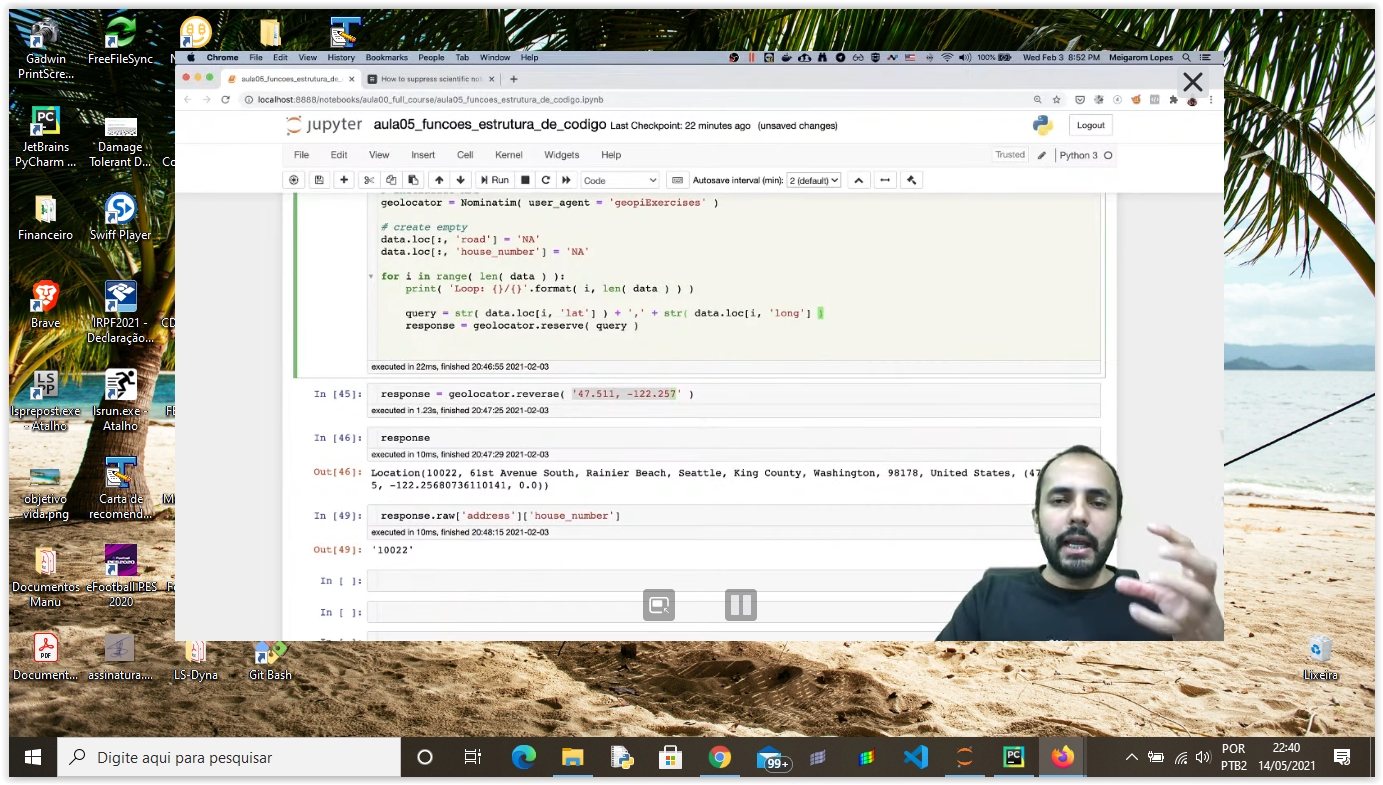 Gadwin
PrintScre...
FreeFileSync
JetBrains
PyCharm ...
Damage
Tolerant D...
Financeiro
Swiff Player
Brave
IRPF2021 -
Declaração...
lsprepost.exe
- Atalho
lsrun.exe -
Atalho
objetivo
vida.png
Carta de
recomend...
Documentos
Manu
eFootball PES
2020
Document...
assinatura....
LS-Dyna
Git Bash
Lixeira
Chrome File Edit View History Bookmarks People Tab Window Help
100% Wed Feb 3 8:52 PM Meigarom Lopes
aula05_funcoes_estrutura_de_
How to suppress scientific no
localhost:8888/notebooks/aula00_full_course/aula05_funcoes_estrutura_de_codigo.ipynb
jupyter aula05_funcoes_estrutura_de_codigo Last Checkpoint: 22 minutes ago (unsaved changes)
Logout
File Edit View Insert Cell Kernel Widgets Help
Trusted Python 3
Run Code Autosave interval (min): 2 (default)
geolocator = Nominatim( user_agent = 'geopiExercises' )
# create empty
data.loc[:, 'road'] = 'NA'
data.loc[:, 'house_number'] = 'NA'
for i in range( len( data ) ):
print( 'Loop: {}/{}'.format( i, len( data ) ) )
query = str( data.loc[i, 'lat'] ) + ',' + str( data.loc[i, 'long'] )
response = geolocator.reserve( query )
executed in 22ms, finished 20:46:55 2021-02-03
In [45]: response = geolocator.reverse( '47.511, -122.257' )
executed in 1.23s, finished 20:47:25 2021-02-03
In [46]: response
executed in 10ms, finished 20:47:29 2021-02-03
Out[46]: Location(10022, 61st Avenue South, Rainier Beach, Seattle, King County, Washington, 98178, United States, (47
5, -122.25680736110141, 0.0))
In [49]: response.raw['address']['house_number']
executed in 10ms, finished 20:48:15 2021-02-03
Out[49]: '10022'
In [ ]:
In [ ]:
Digite aqui para pesquisar
99+
POR
PTB2
22:40
14/05/2021